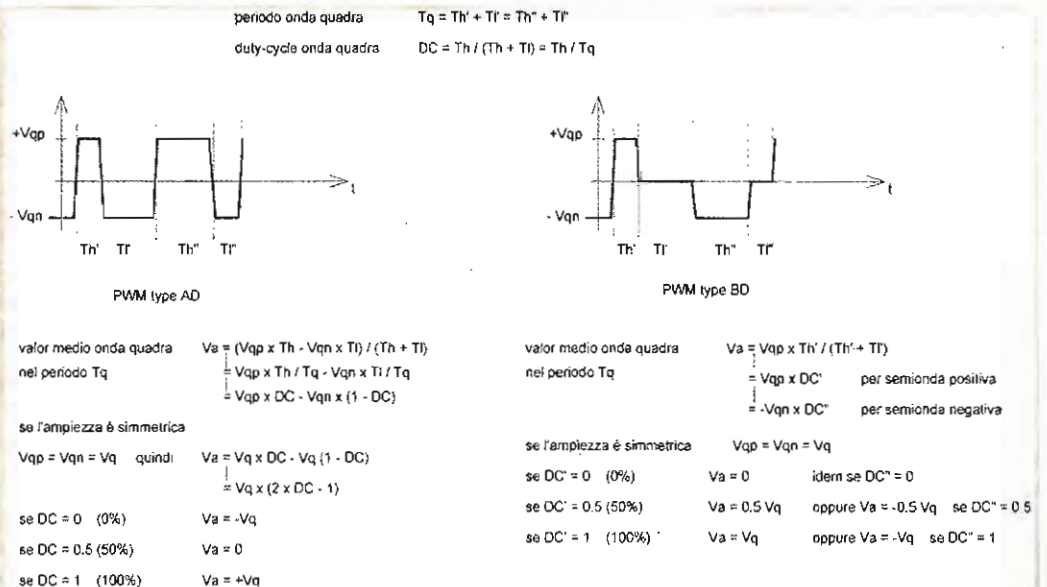 periodo onda quadra Tq = Th' + Tl' = Th" + Tl"
duty-cycle onda quadra DC = Th / (Th + Tl) = Th / Tq
+Vqp
- Vqn
t
Th' Tl' Th" Tl"
PWM type AD
+Vqp
- Vqn
t
Th' Tl' Th" Tl"
PWM type BD
valor medio onda quadra Va = (Vqp x Th - Vqn x Tl) / (Th + Tl)
nel periodo Tq = Vqp x Th / Tq - Vqn x Tl / Tq
= Vqp x DC - Vqn x (1 - DC)
se l'ampiezza è simmetrica
Vqp = Vqn = Vq quindi Va = Vq x DC - Vq (1 - DC)
= Vq x (2 x DC - 1)
se DC = 0 (0%) Va = -Vq
se DC = 0.5 (50%) Va = 0
se DC = 1 (100%) Va = +Vq
valor medio onda quadra Va = Vqp x Th' / (Th' + Tl')
nel periodo Tq = Vqp x DC' per semionda positiva
= -Vqn x DC" per semionda negativa
se l'ampiezza è simmetrica Vqp = Vqn = Vq
se DC' = 0 (0%) Va = 0 idem se DC" = 0
se DC' = 0.5 (50%) Va = 0.5 Vq oppure Va = -0.5 Vq se DC" = 0.5
se DC' = 1 (100%) Va = Vq oppure Va = -Vq se DC" = 1